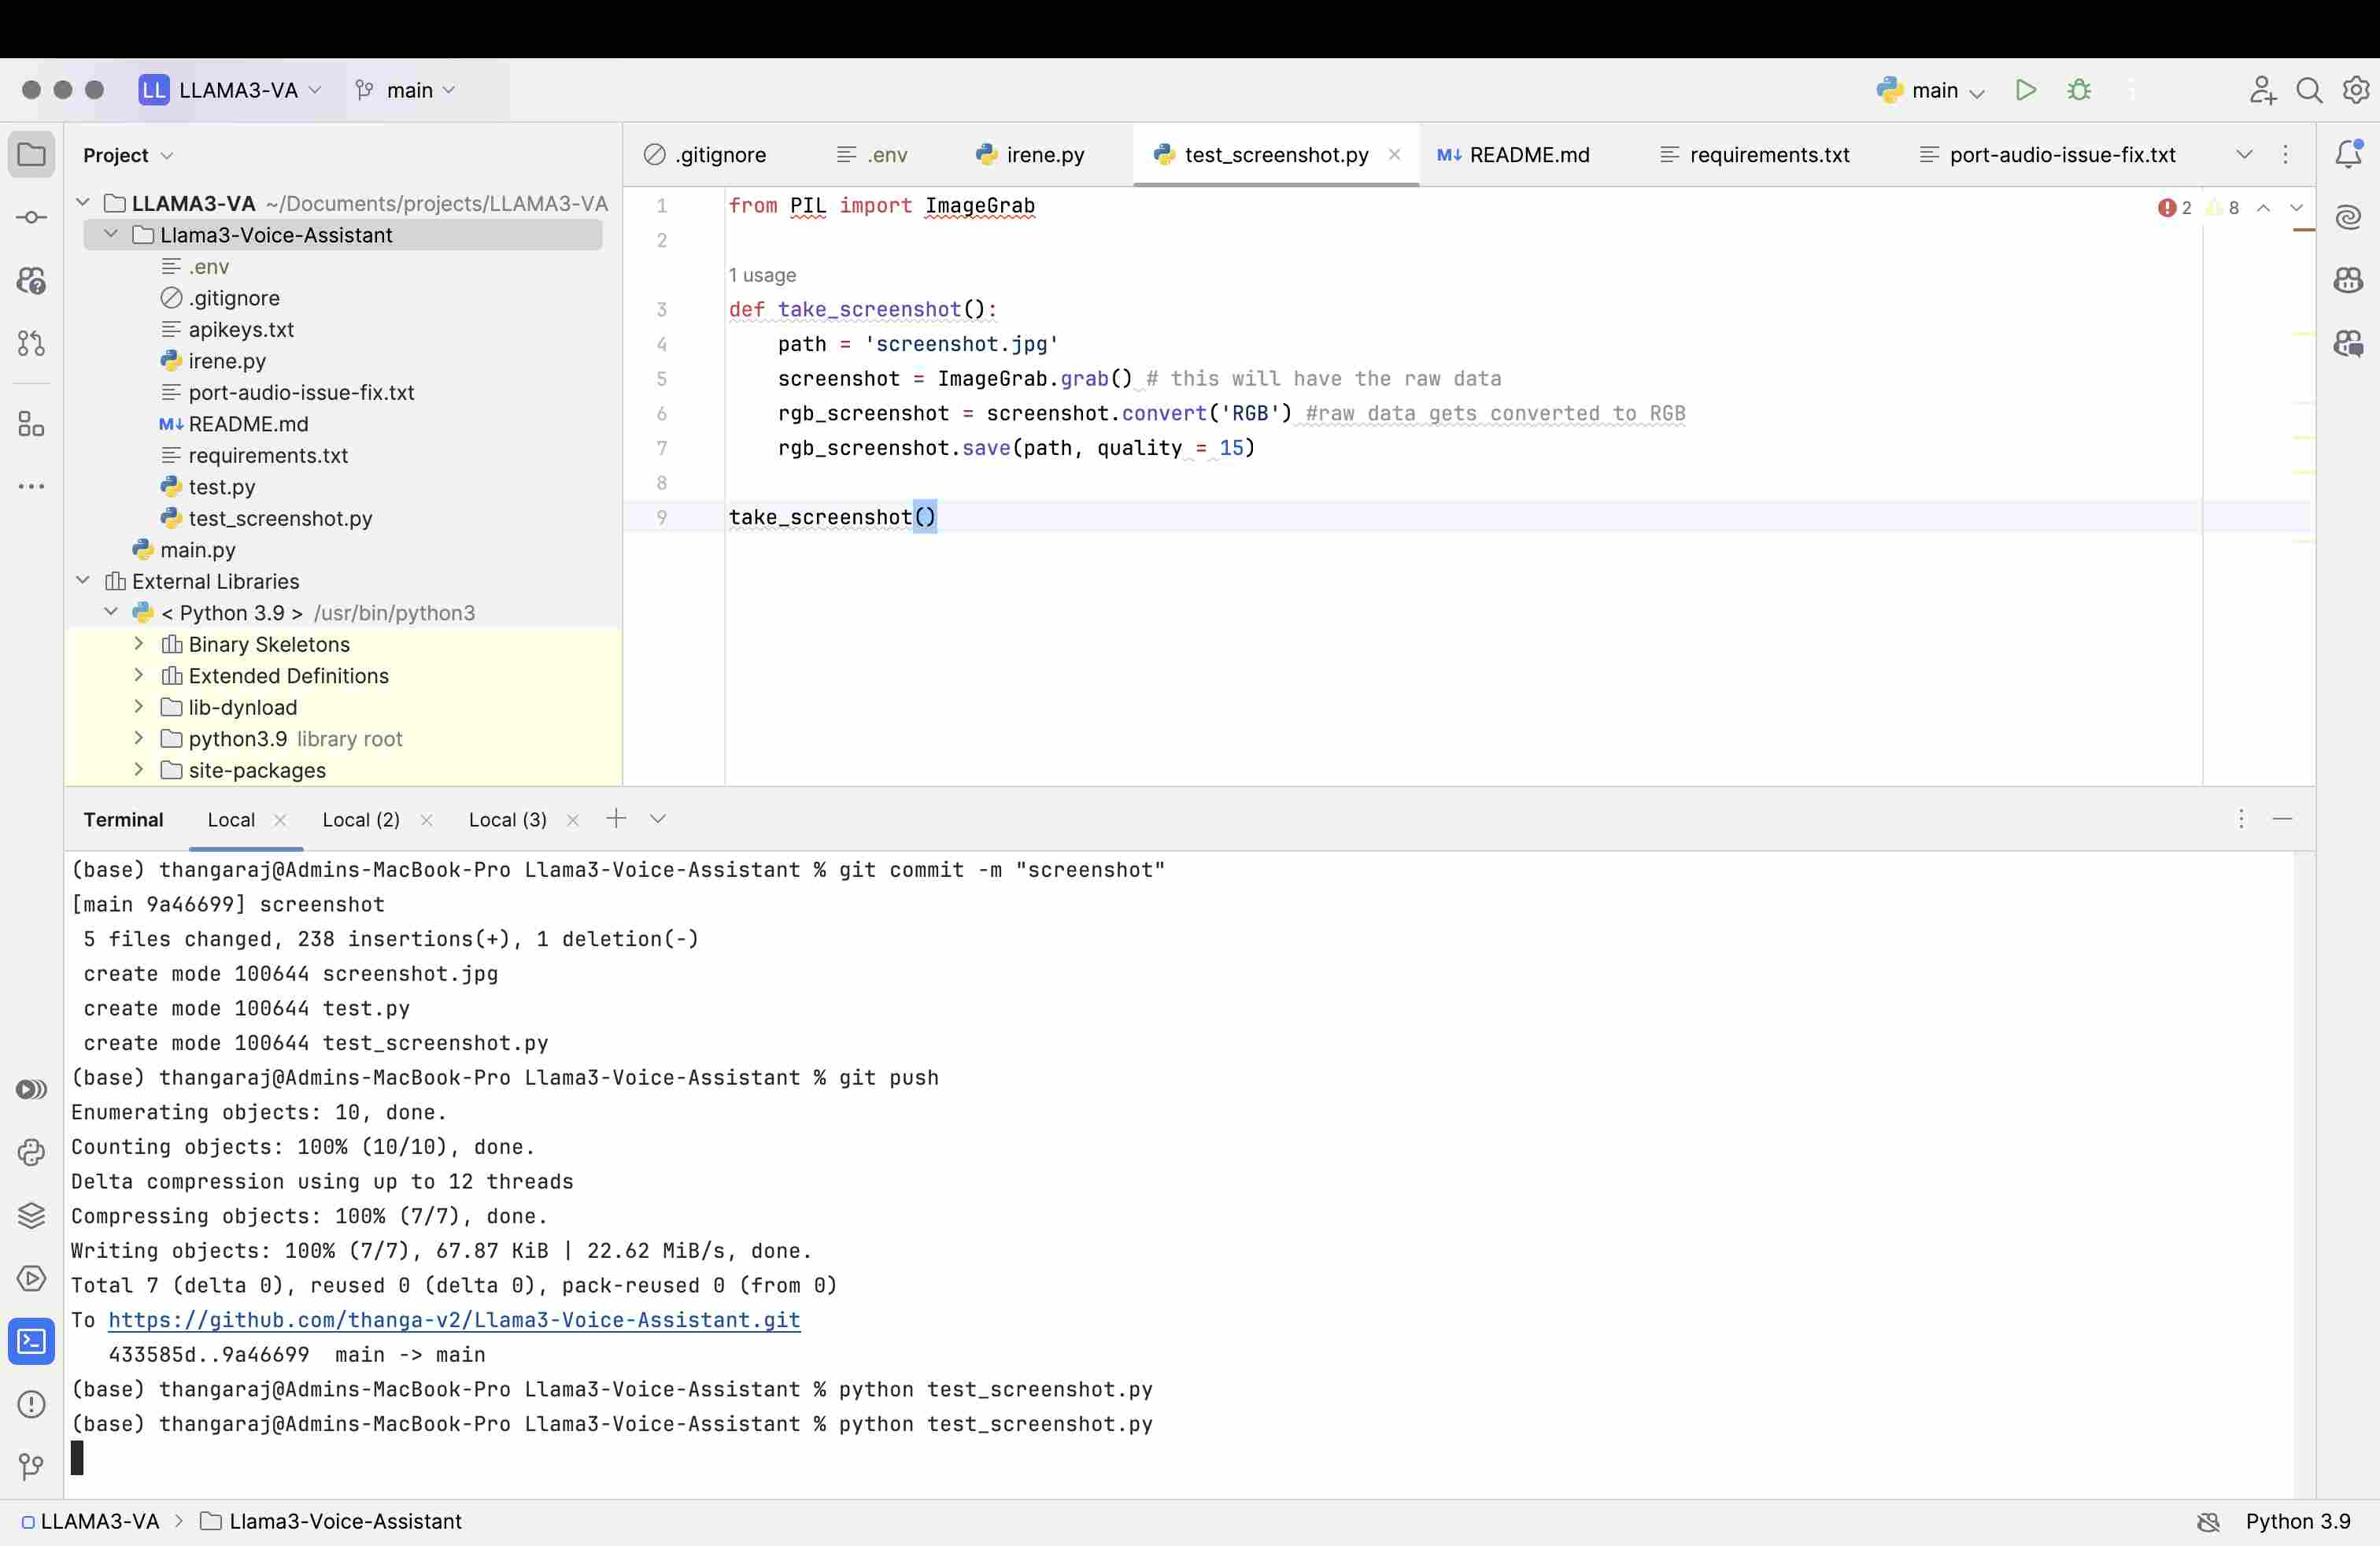 LL LLAMA3-VA main main
Project
.gitignore .env irene.py test_screenshot.py README.md requirements.txt port-audio-issue-fix.txt
LLAMA3-VA ~/Documents/projects/LLAMA3-VA
Llama3-Voice-Assistant
.env
.gitignore
apikeys.txt
irene.py
port-audio-issue-fix.txt
M↓ README.md
requirements.txt
test.py
test_screenshot.py
main.py
External Libraries
< Python 3.9 > /usr/bin/python3
Binary Skeletons
Extended Definitions
lib-dynload
python3.9 library root
site-packages
2 8
1 from PIL import ImageGrab
2
1 usage
3 def take_screenshot():
4 path = 'screenshot.jpg'
5 screenshot = ImageGrab.grab() # this will have the raw data
6 rgb_screenshot = screenshot.convert('RGB') #raw data gets converted to RGB
7 rgb_screenshot.save(path, quality = 15)
8
9 take_screenshot()
Terminal Local Local (2) Local (3)
(base) thangaraj@Admins-MacBook-Pro Llama3-Voice-Assistant % git commit -m "screenshot"
[main 9a46699] screenshot
5 files changed, 238 insertions(+), 1 deletion(-)
create mode 100644 screenshot.jpg
create mode 100644 test.py
create mode 100644 test_screenshot.py
(base) thangaraj@Admins-MacBook-Pro Llama3-Voice-Assistant % git push
Enumerating objects: 10, done.
Counting objects: 100% (10/10), done.
Delta compression using up to 12 threads
Compressing objects: 100% (7/7), done.
Writing objects: 100% (7/7), 67.87 KiB | 22.62 MiB/s, done.
Total 7 (delta 0), reused 0 (delta 0), pack-reused 0 (from 0)
To https://github.com/thanga-v2/Llama3-Voice-Assistant.git
433585d..9a46699 main -> main
(base) thangaraj@Admins-MacBook-Pro Llama3-Voice-Assistant % python test_screenshot.py
(base) thangaraj@Admins-MacBook-Pro Llama3-Voice-Assistant % python test_screenshot.py
LLAMA3-VA > Llama3-Voice-Assistant Python 3.9